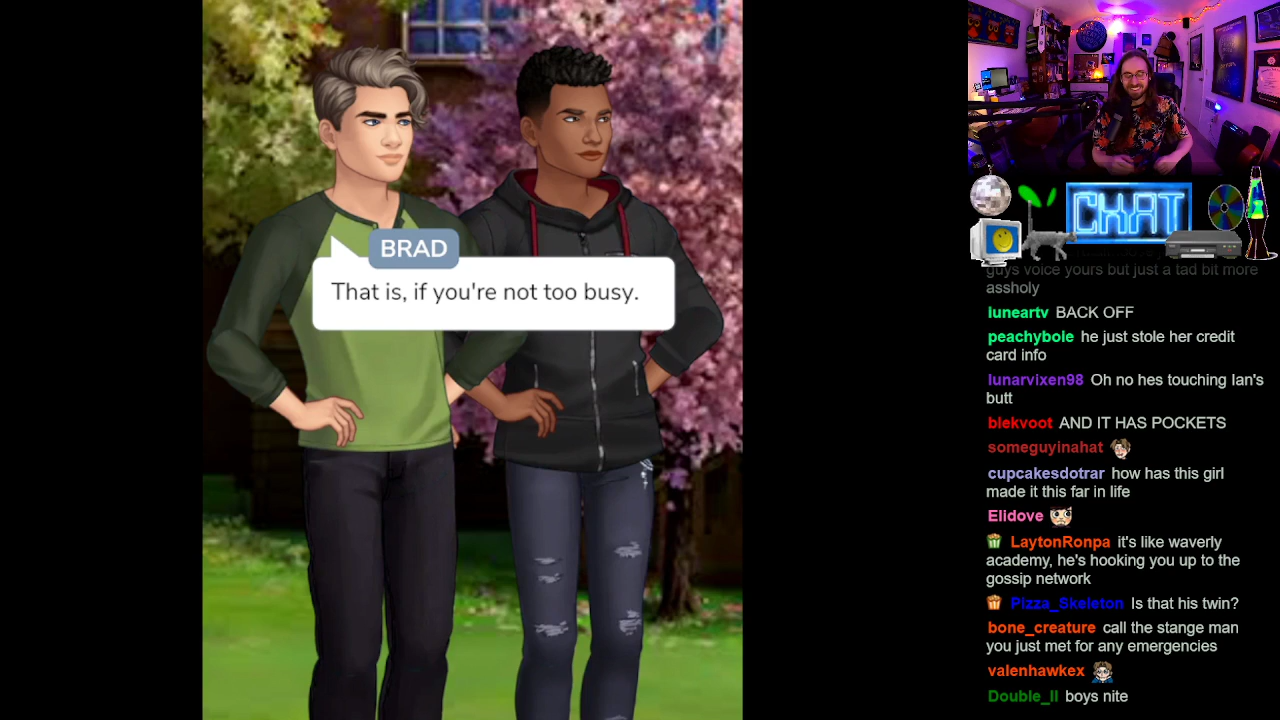 BRAD
That is, if you're not too busy.
CHAT
guys voice yours but just a tad bit more
assholy
luneartv BACK OFF
peachybole he just stole her credit
card info
lunarvixen98 Oh no hes touching Ian's
butt
blekvoot AND IT HAS POCKETS
someguyinahat
cupcakesdotrar how has this girl
made it this far in life
Elidove
LaytonRonpa it's like waverly
academy, he's hooking you up to the
gossip network
Pizza_Skeleton Is that his twin?
bone_creature call the stange man
you just met for any emergencies
valenhawkex
Double_II boys nite